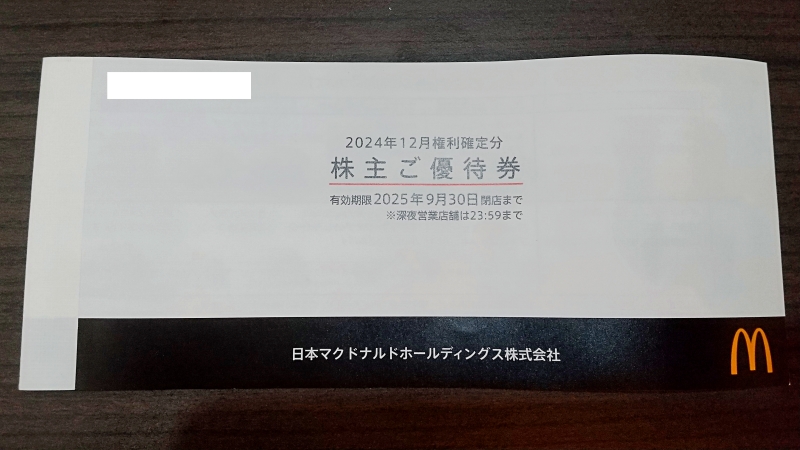 2024年12月権利確定分
株主ご優待券
有効期限2025年9月30日閉店まで
※深夜営業店舗は23:59まで
日本マクドナルドホールディングス株式会社